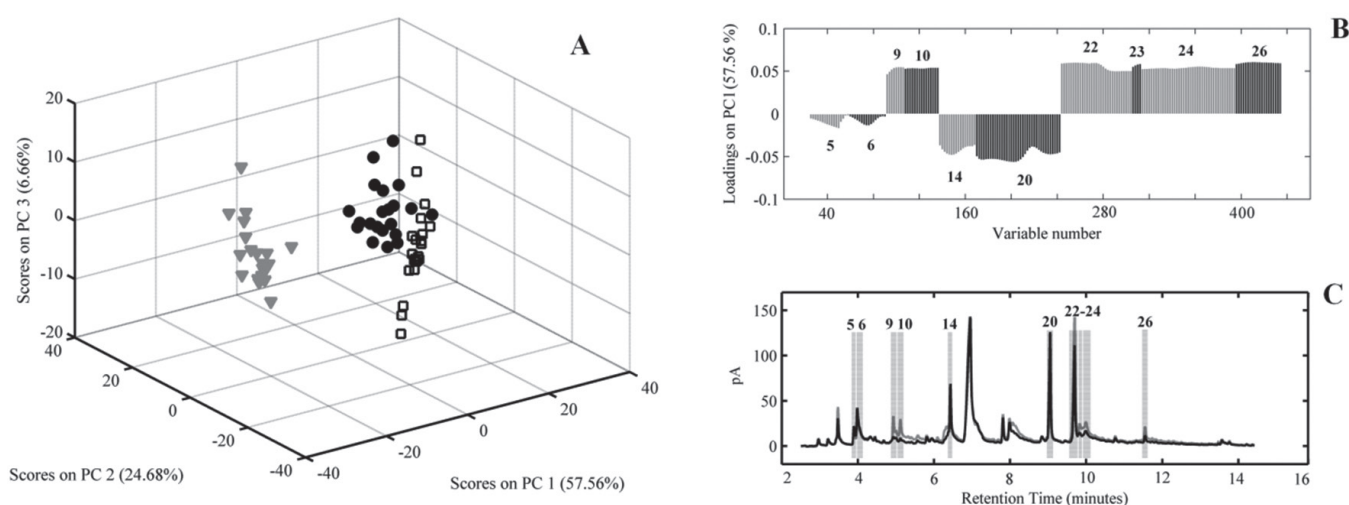 A
20
10
0
-10
-20
Scores on PC 3 (6.66%)
40
20
0
-20
-40
Scores on PC 2 (24.68%)
-40
-20
0
20
40
Scores on PC 1 (57.56%)
B
0.1
0.05
0
-0.05
-0.1
Loadings on PC1 (57.56 %)
5 6 9 10 14 20 22 23 24 26
40 160 280 400
Variable number
C
150
100
50
0
pA
5 6 9 10 14 20 22-24 26
2 4 6 8 10 12 14 16
Retention Time (minutes)